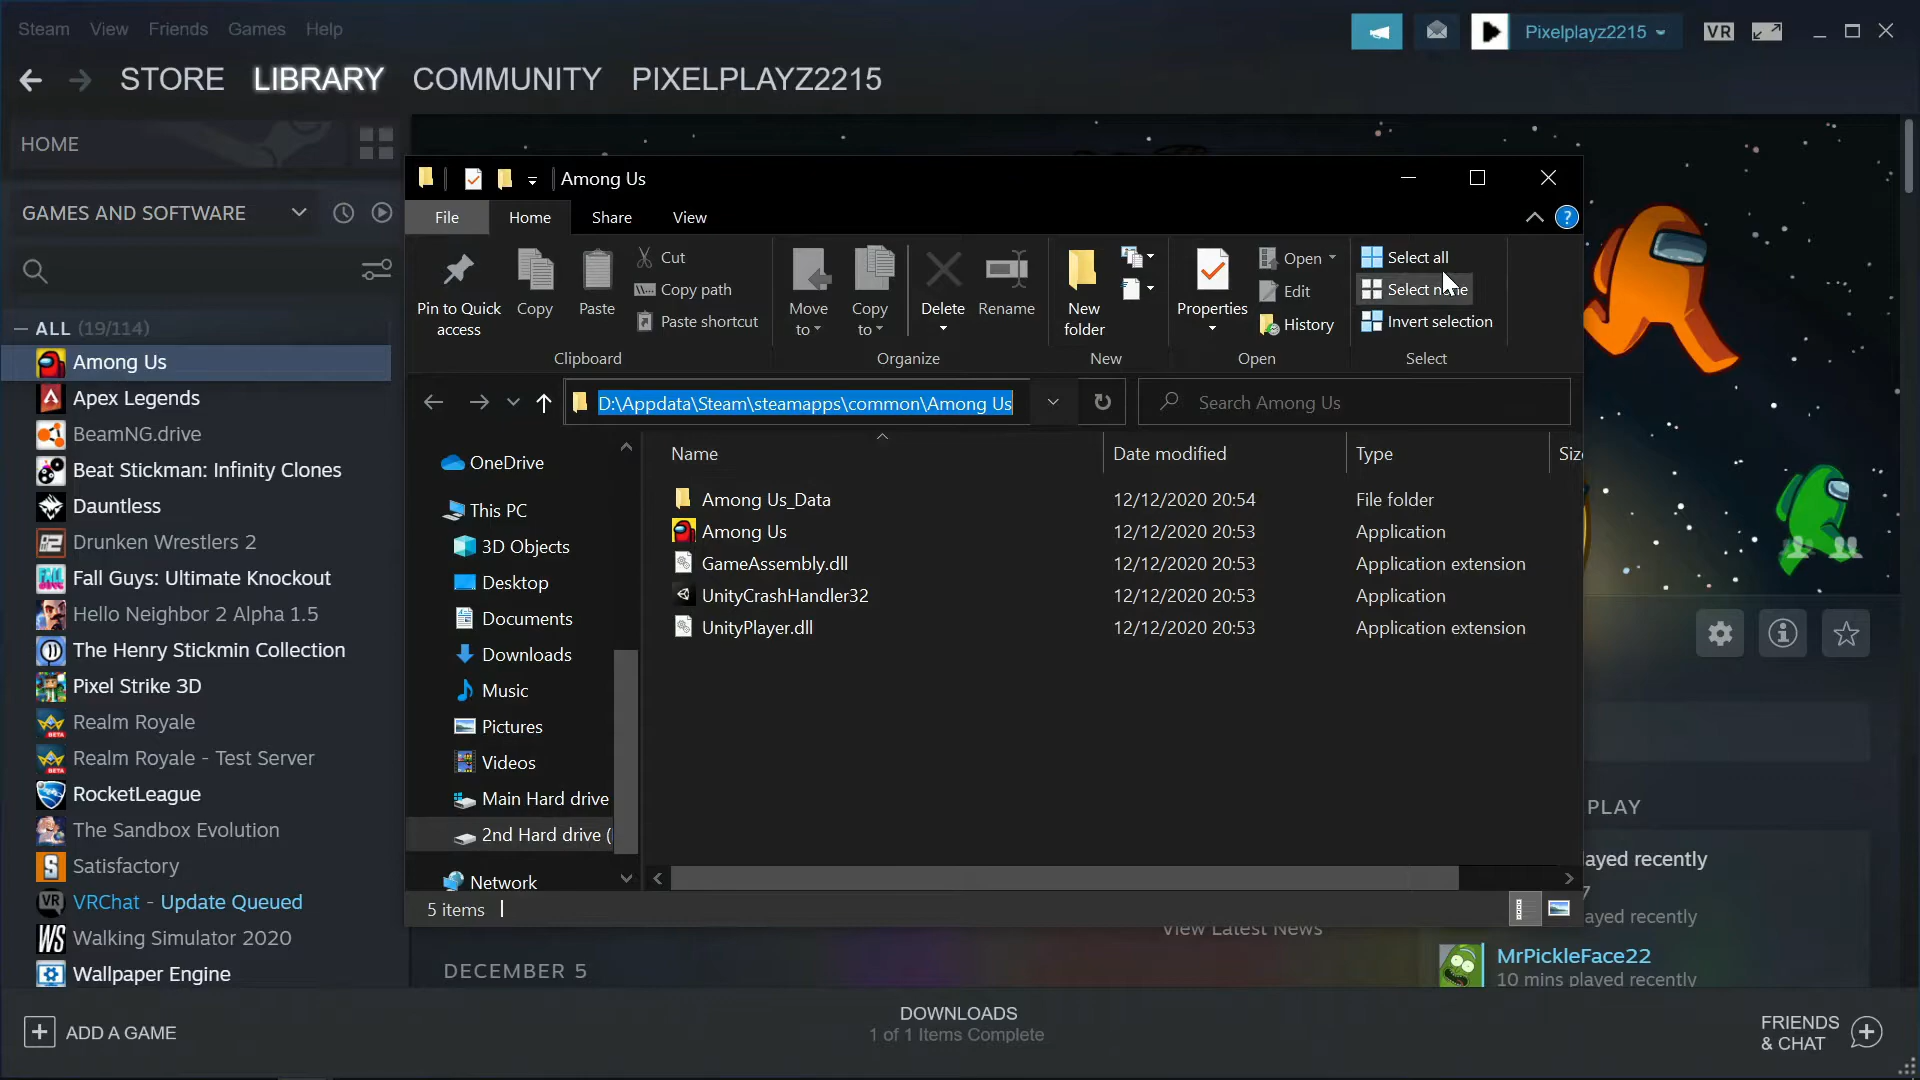 Steam View Friends Games Help
Pixelplayz2215
VR
STORE LIBRARY COMMUNITY PIXELPLAYZ2215
HOME
GAMES AND SOFTWARE
ALL (19/114)
Among Us
Apex Legends
BeamNG.drive
Beat Stickman: Infinity Clones
Dauntless
Drunken Wrestlers 2
Fall Guys: Ultimate Knockout
Hello Neighbor 2 Alpha 1.5
The Henry Stickmin Collection
Pixel Strike 3D
Realm Royale
Realm Royale - Test Server
RocketLeague
The Sandbox Evolution
Satisfactory
VRChat - Update Queued
Walking Simulator 2020
Wallpaper Engine
Among Us
File Home Share View
Pin to Quick access
Copy
Paste
Cut
Copy path
Paste shortcut
Clipboard
Move to
Copy to
Delete
Rename
Organize
New folder
New
Properties
Open
Edit
History
Open
Select all
Select none
Invert selection
Select
D:\Appdata\Steam\steamapps\common\Among Us
Search Among Us
OneDrive
This PC
3D Objects
Desktop
Documents
Downloads
Music
Pictures
Videos
Main Hard drive
2nd Hard drive (
Network
Name Date modified Type Siz
Among Us_Data 12/12/2020 20:54 File folder
Among Us 12/12/2020 20:53 Application
GameAssembly.dll 12/12/2020 20:53 Application extension
UnityCrashHandler32 12/12/2020 20:53 Application
UnityPlayer.dll 12/12/2020 20:53 Application extension
5 items
PLAY
ayed recently
ayed recently
View Latest News
MrPickleFace22
10 mins played recently
DECEMBER 5
ADD A GAME
DOWNLOADS
1 of 1 Items Complete
FRIENDS
& CHAT